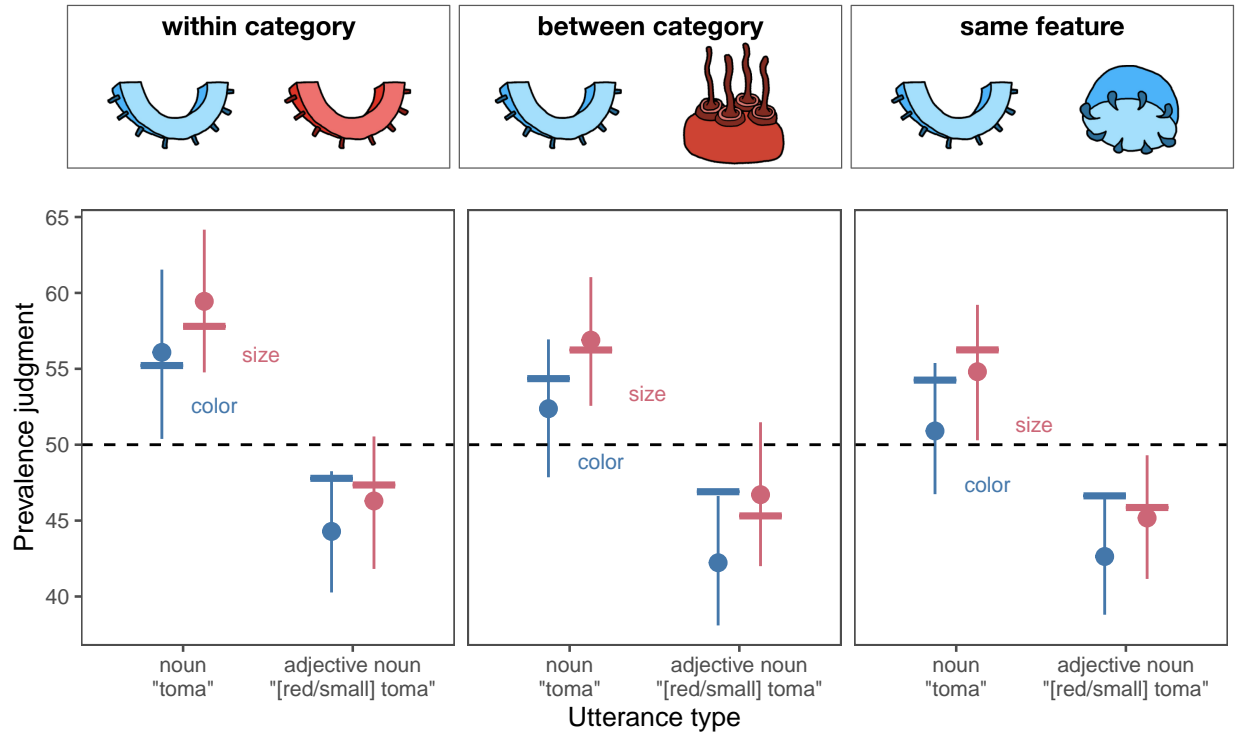 within category
between category
same feature
Prevalence judgment
65
60
55
50
45
40
size
color
size
color
size
color
noun
"toma"
adjective noun
"[red/small] toma"
noun
"toma"
adjective noun
"[red/small] toma"
noun
"toma"
adjective noun
"[red/small] toma"
Utterance type